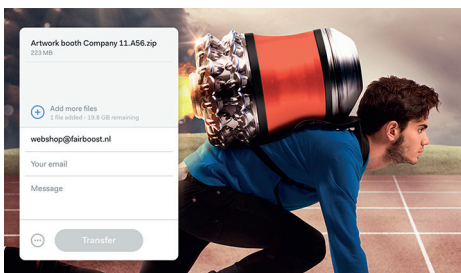 Artwork booth Company 11.A56.zip
223 MB
Add more files
1 file added - 19.8 GB remaining
webshop@fairboost.nl
Your email
Message
Transfer